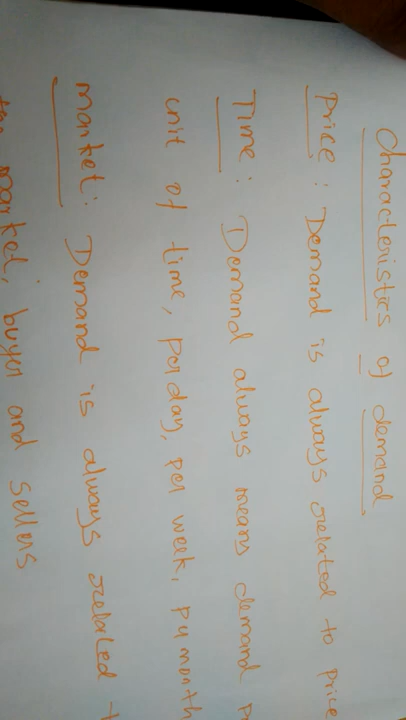 Characteristics of demand
Price : Demand is always related to price
Time : Demand always means demand
unit of time, per day, per week, per month
market : Demand is always related
the market, buyer and sellers